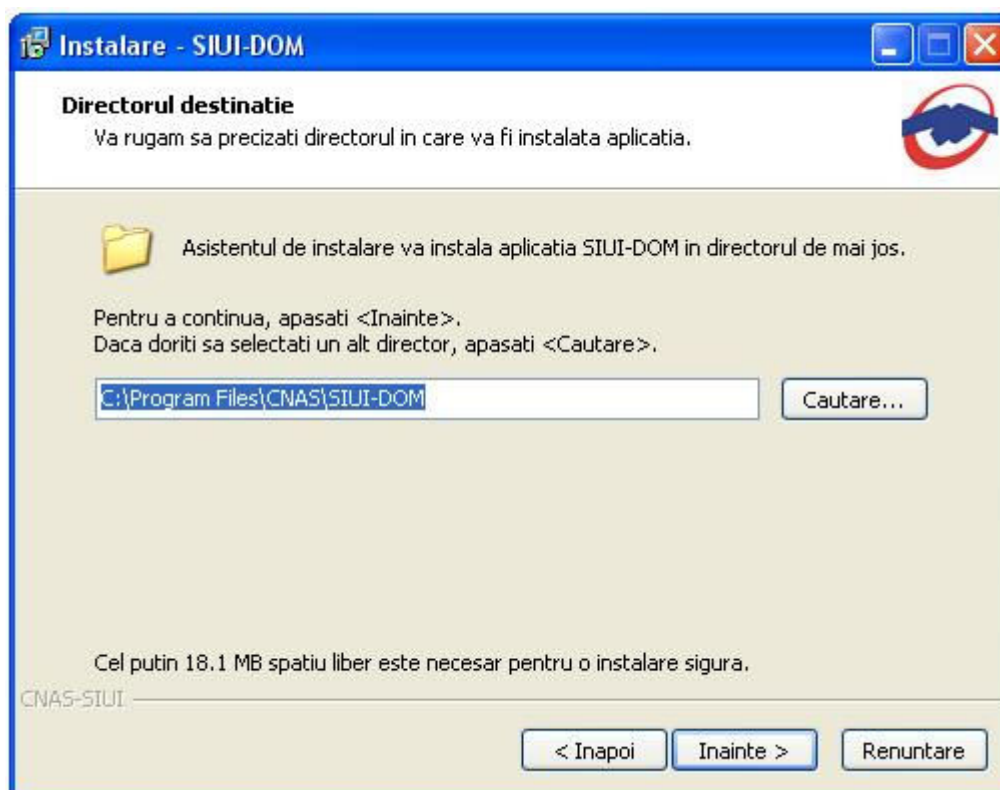 Instalare - SIUI-DOM
Directorul destinatie
Va rugam sa precizati directorul in care va fi instalata aplicatia.
Asistentul de instalare va instala aplicatia SIUI-DOM in directorul de mai jos.
Pentru a continua, apasati <Inainte>.
Daca doriti sa selectati un alt director, apasati <Cautare>.
C:\Program Files\CNAS\SIUI-DOM
Cautare...
Cel putin 18.1 MB spatiu liber este necesar pentru o instalare sigura.
CNAS-SIUI
< Inapoi
Inainte >
Renuntare